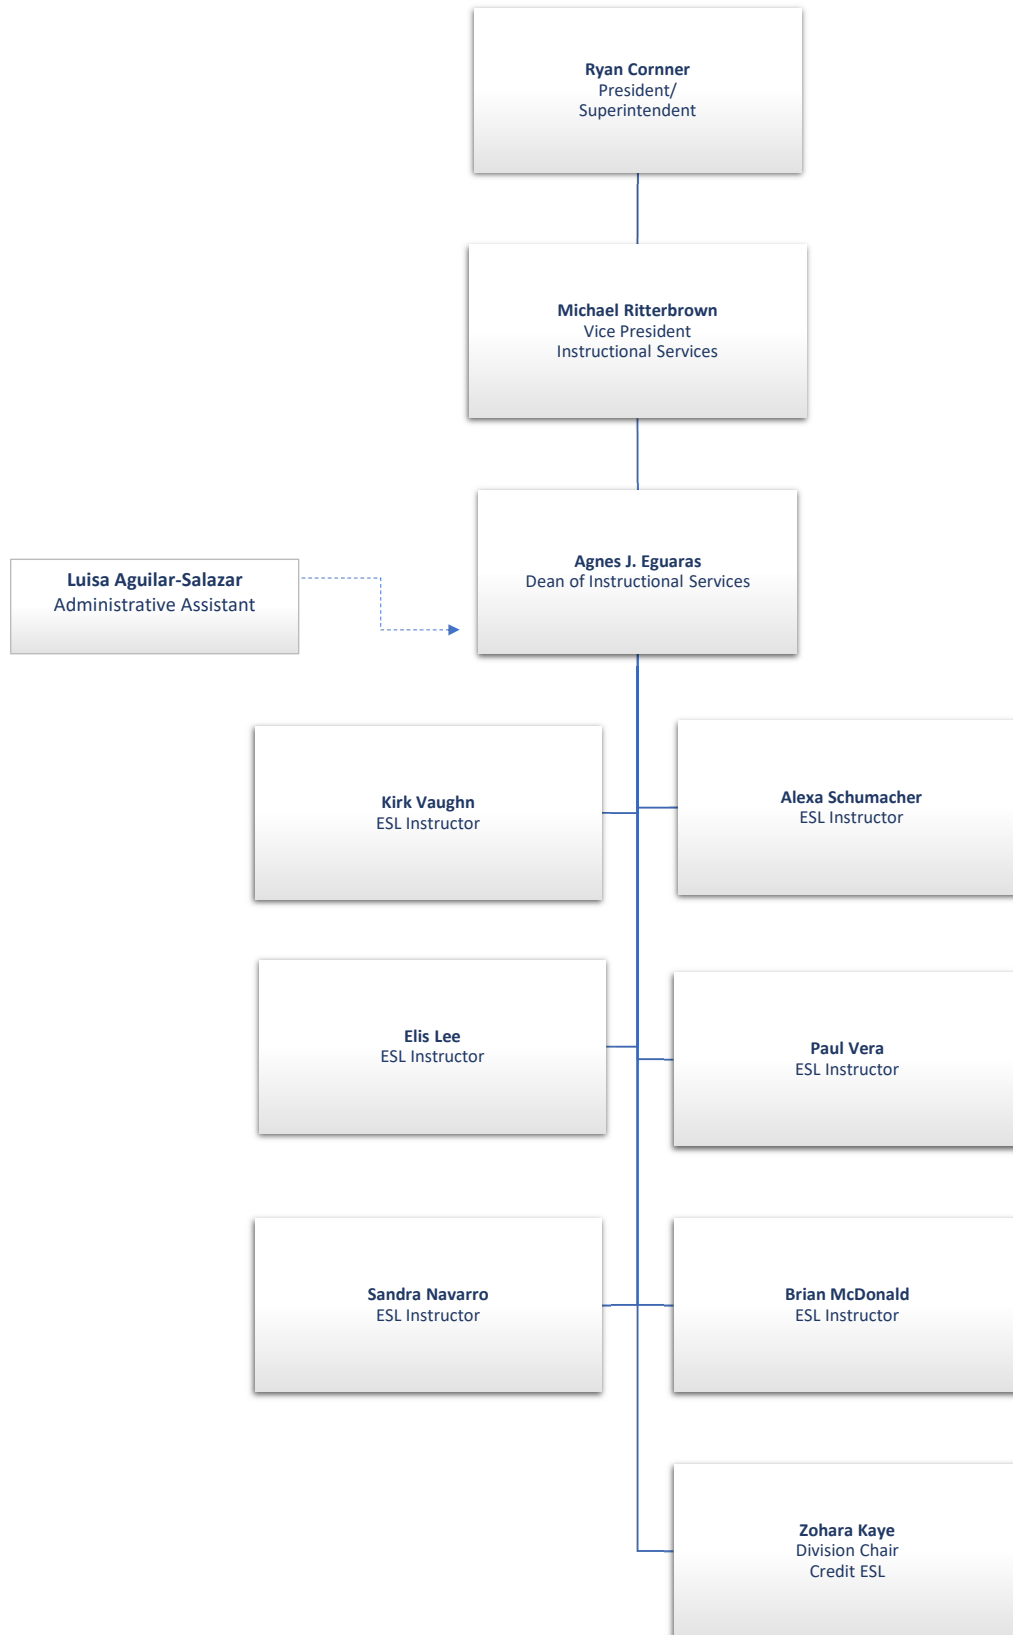 Ryan Cornner
President/
Superintendent
Michael Ritterbrown
Vice President
Instructional Services
Agnes J. Eguaras
Dean of Instructional Services
Luisa Aguilar-Salazar
Administrative Assistant
Kirk Vaughn
ESL Instructor
Alexa Schumacher
ESL Instructor
Elis Lee
ESL Instructor
Paul Vera
ESL Instructor
Sandra Navarro
ESL Instructor
Brian McDonald
ESL Instructor
Zohara Kaye
Division Chair
Credit ESL